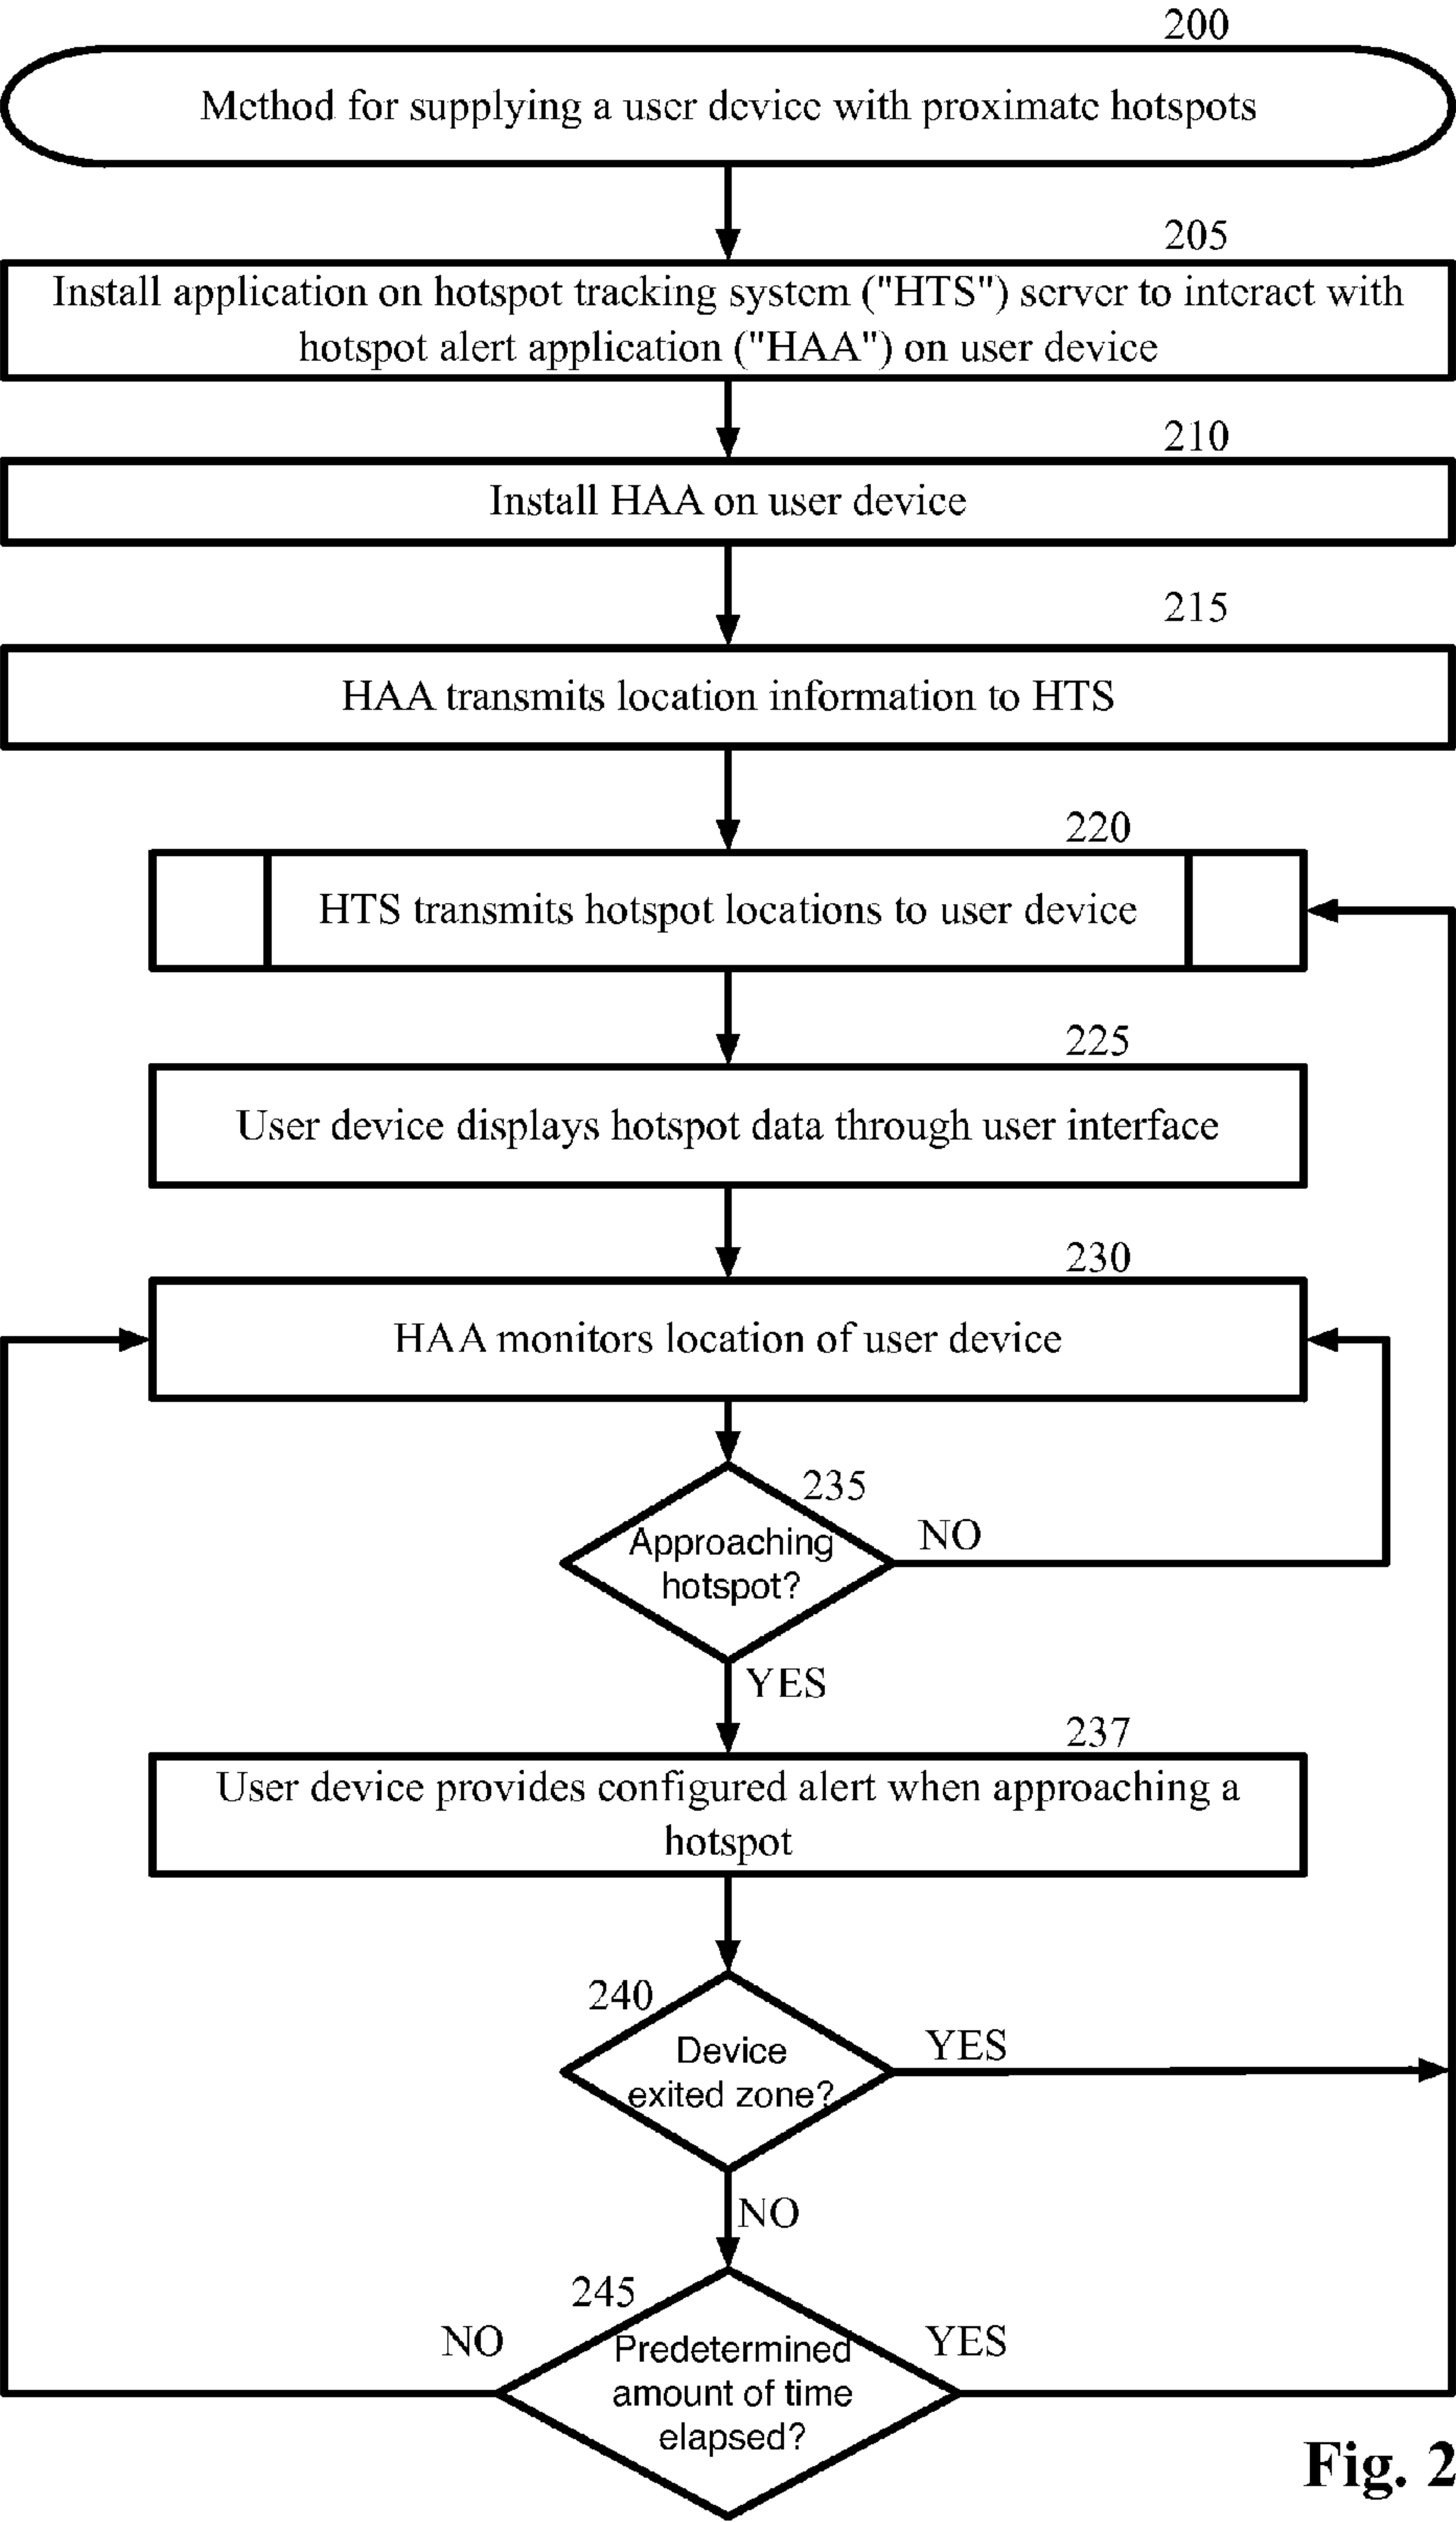 200
Method for supplying a user device with proximate hotspots
205
Install application on hotspot tracking system ("HTS") server to interact with
hotspot alert application ("HAA") on user device
210
Install HAA on user device
215
HAA transmits location information to HTS
220
HTS transmits hotspot locations to user device
225
User device displays hotspot data through user interface
230
HAA monitors location of user device
235
Approaching
hotspot?
NO
YES
237
User device provides configured alert when approaching a
hotspot
240
Device
exited zone?
YES
NO
245
NO
Predetermined
amount of time
elapsed?
YES
Fig. 2